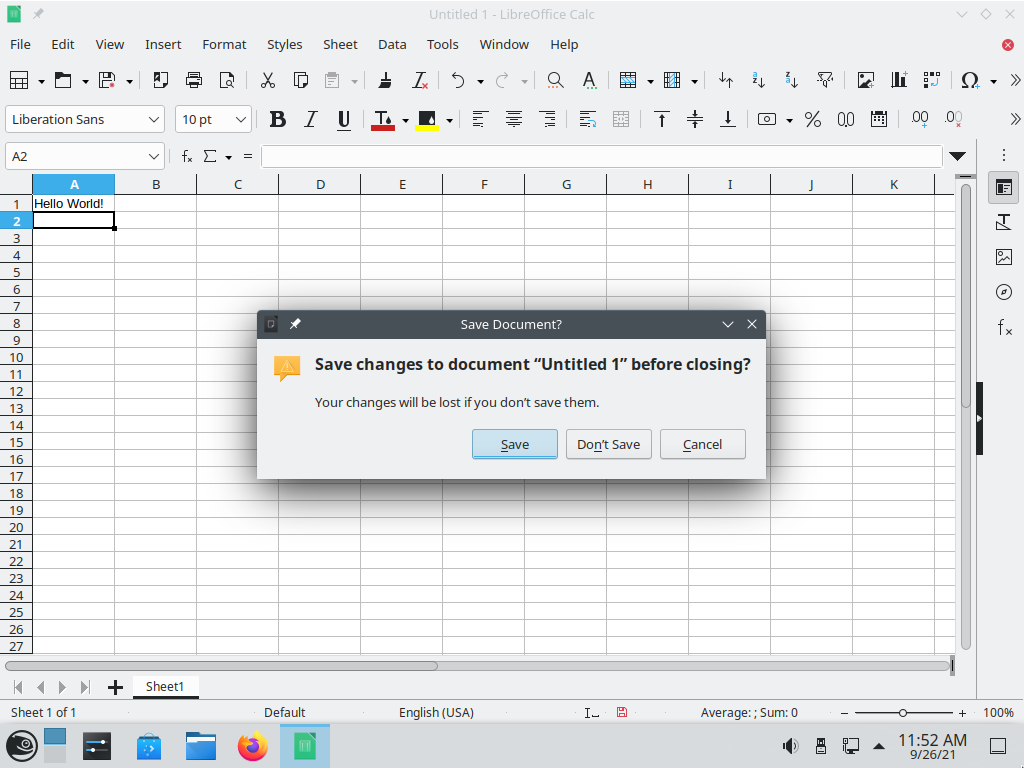 Untitled 1 - LibreOffice Calc
File Edit View Insert Format Styles Sheet Data Tools Window Help
Liberation Sans 10 pt
A2
A B C D E F G H I J K
1 Hello World!
2
3
4
5
6
7
8
9
10
11
12
13
14
15
16
17
18
19
20
21
22
23
24
25
26
27
Save Document?
Save changes to document “Untitled 1” before closing?
Your changes will be lost if you don’t save them.
Save Don’t Save Cancel
Sheet1
Sheet 1 of 1 Default English (USA) Average: ; Sum: 0 100%
11:52 AM
9/26/21